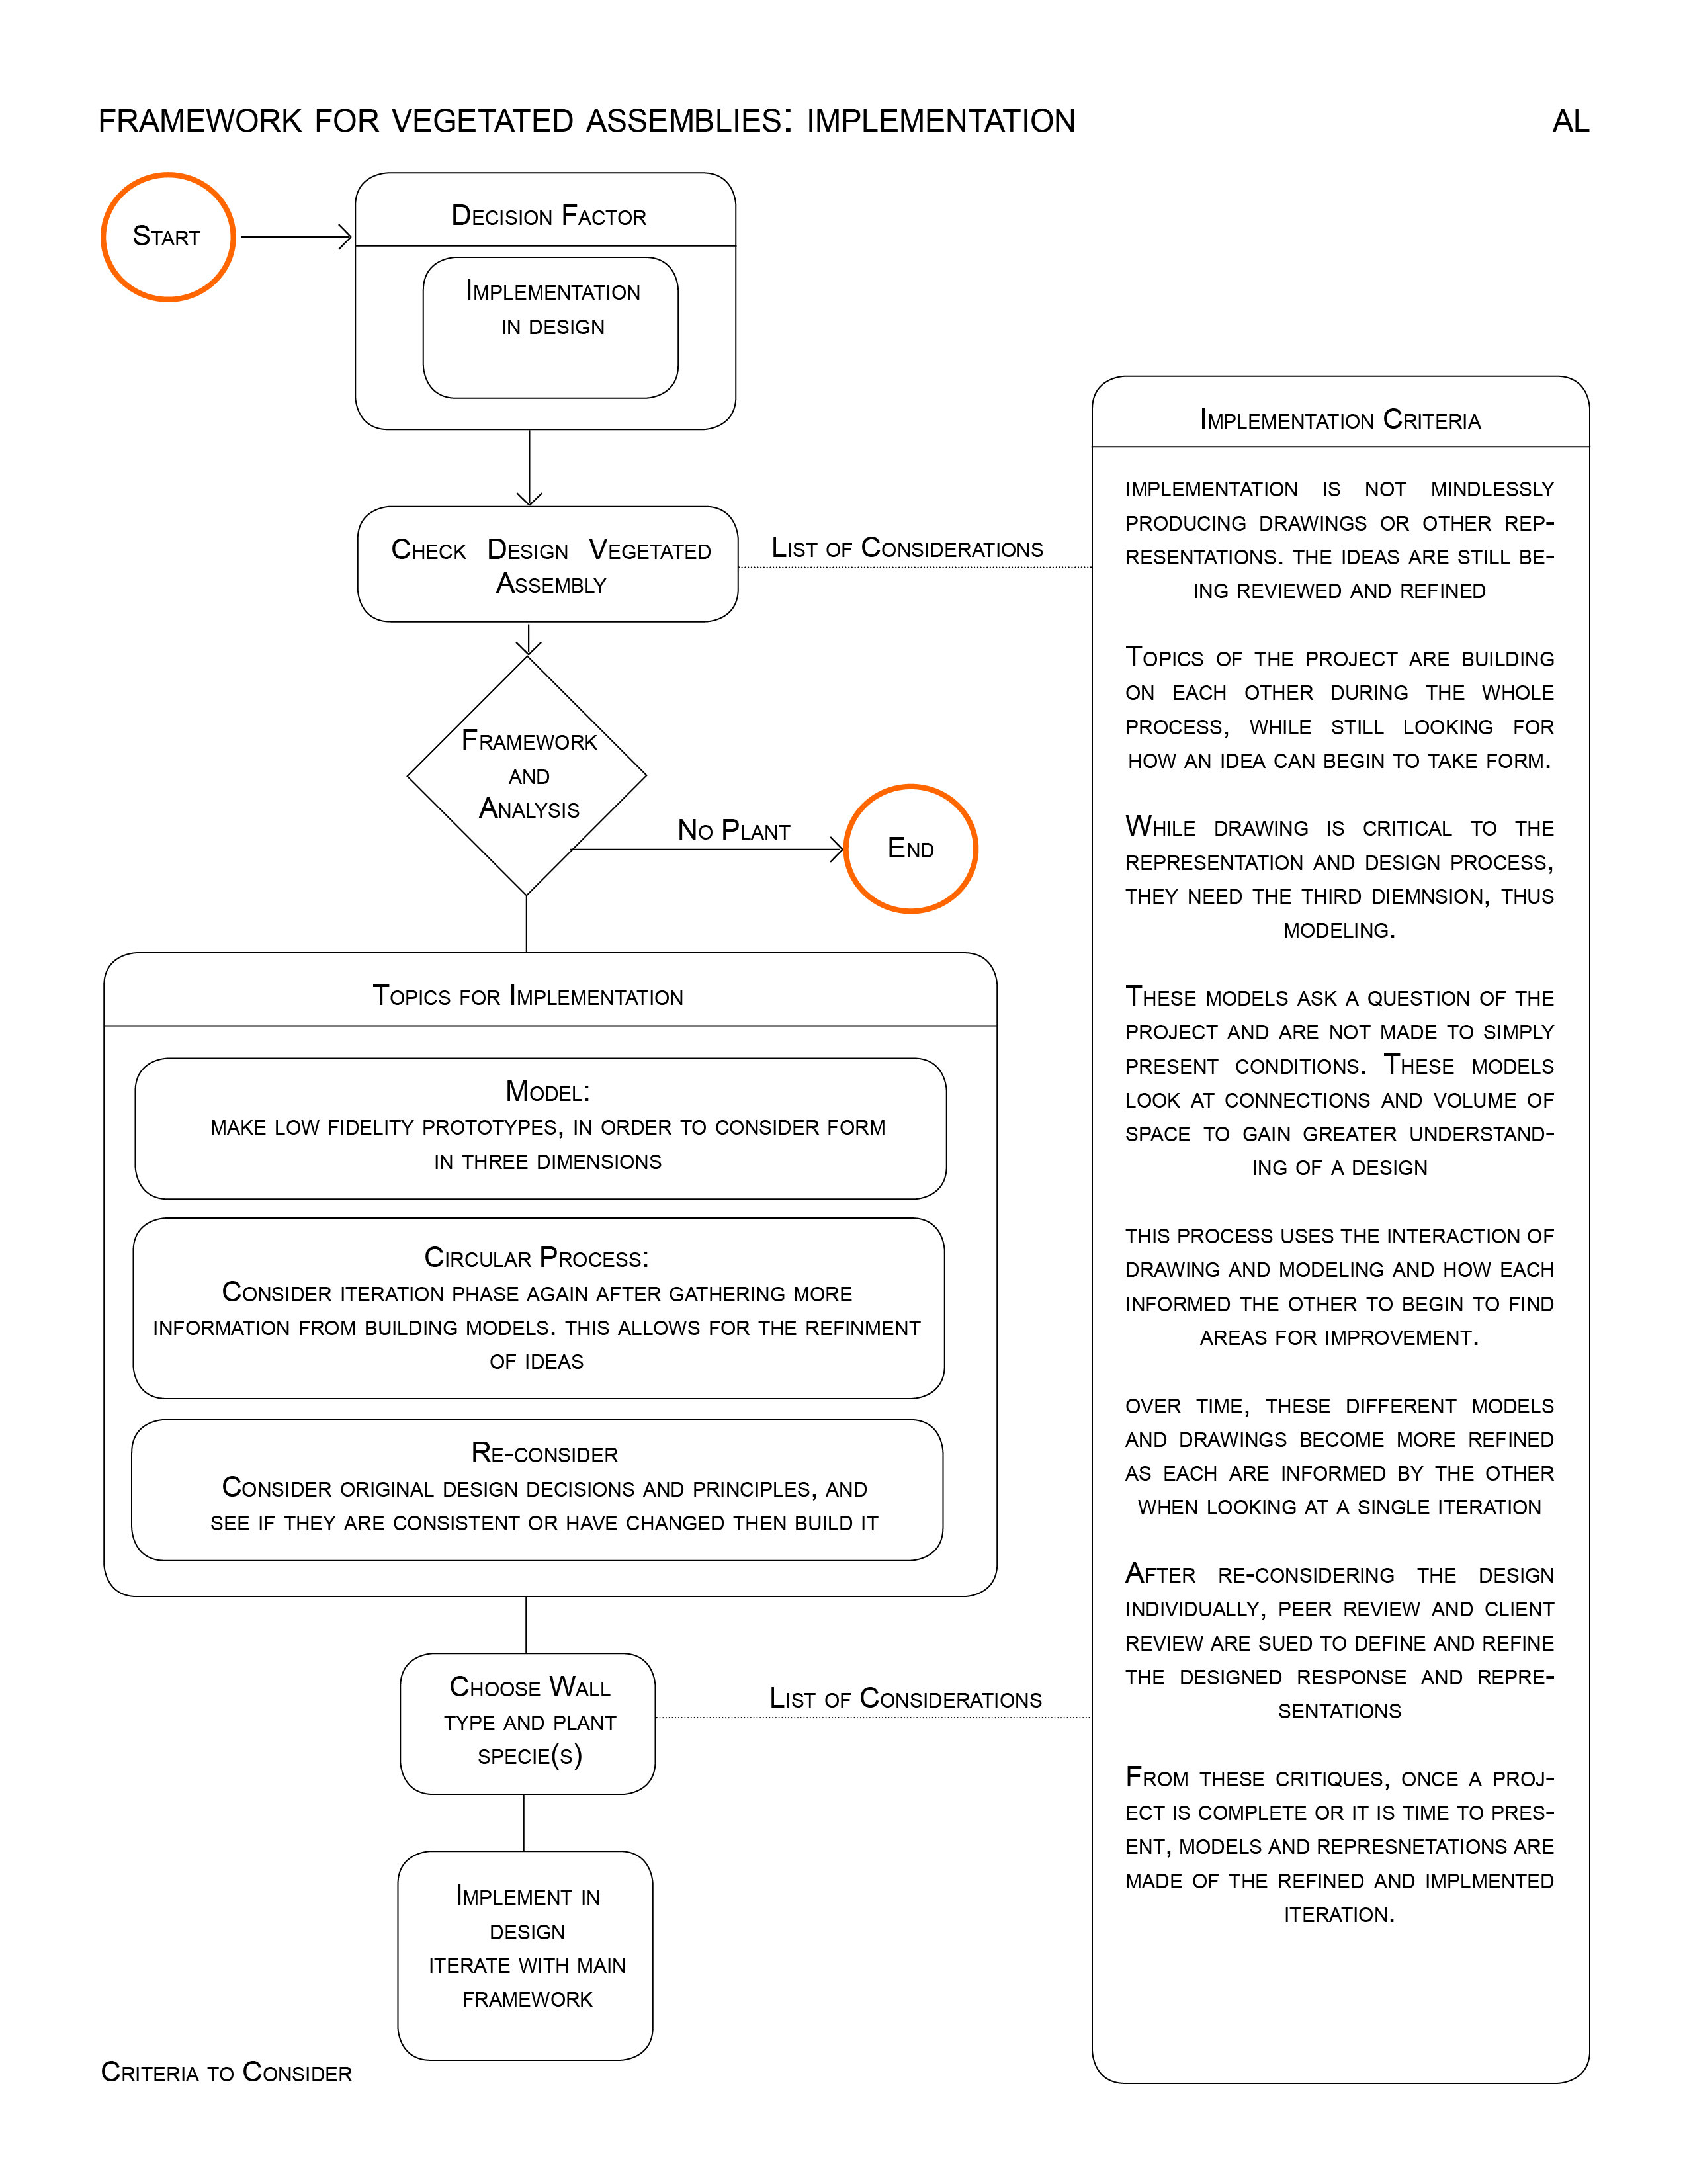 FRAMEWORK FOR VEGETATED ASSEMBLIES: IMPLEMENTATION
AL
START
DECISION FACTOR
IMPLEMENTATION
IN DESIGN
CHECK DESIGN VEGETATED
ASSEMBLY
LIST OF CONSIDERATIONS
FRAMEWORK
AND
ANALYSIS
NO PLANT
END
TOPICS FOR IMPLEMENTATION
MODEL:
MAKE LOW FIDELITY PROTOTYPES, IN ORDER TO CONSIDER FORM
IN THREE DIMENSIONS
CIRCULAR PROCESS:
CONSIDER ITERATION PHASE AGAIN AFTER GATHERING MORE
INFORMATION FROM BUILDING MODELS. THIS ALLOWS FOR THE REFINMENT
OF IDEAS
RE-CONSIDER
CONSIDER ORIGINAL DESIGN DECISIONS AND PRINCIPLES, AND
SEE IF THEY ARE CONSISTENT OR HAVE CHANGED THEN BUILD IT
CHOOSE WALL
TYPE AND PLANT
SPECIE(S)
LIST OF CONSIDERATIONS
IMPLEMENT IN
DESIGN
ITERATE WITH MAIN
FRAMEWORK
IMPLEMENTATION CRITERIA
IMPLEMENTATION IS NOT MINDLESSLY
PRODUCING DRAWINGS OR OTHER REP-
RESENTATIONS. THE IDEAS ARE STILL BE-
ING REVIEWED AND REFINED
TOPICS OF THE PROJECT ARE BUILDING
ON EACH OTHER DURING THE WHOLE
PROCESS, WHILE STILL LOOKING FOR
HOW AN IDEA CAN BEGIN TO TAKE FORM.
WHILE DRAWING IS CRITICAL TO THE
REPRESENTATION AND DESIGN PROCESS,
THEY NEED THE THIRD DIEMNSION, THUS
MODELING.
THESE MODELS ASK A QUESTION OF THE
PROJECT AND ARE NOT MADE TO SIMPLY
PRESENT CONDITIONS. THESE MODELS
LOOK AT CONNECTIONS AND VOLUME OF
SPACE TO GAIN GREATER UNDERSTAND-
ING OF A DESIGN
THIS PROCESS USES THE INTERACTION OF
DRAWING AND MODELING AND HOW EACH
INFORMED THE OTHER TO BEGIN TO FIND
AREAS FOR IMPROVEMENT.
OVER TIME, THESE DIFFERENT MODELS
AND DRAWINGS BECOME MORE REFINED
AS EACH ARE INFORMED BY THE OTHER
WHEN LOOKING AT A SINGLE ITERATION
AFTER RE-CONSIDERING THE DESIGN
INDIVIDUALLY, PEER REVIEW AND CLIENT
REVIEW ARE SUED TO DEFINE AND REFINE
THE DESIGNED RESPONSE AND REPRE-
SENTATIONS
FROM THESE CRITIQUES, ONCE A PROJ-
ECT IS COMPLETE OR IT IS TIME TO PRES-
ENT, MODELS AND REPRESNETATIONS ARE
MADE OF THE REFINED AND IMPLMENTED
ITERATION.
CRITERIA TO CONSIDER